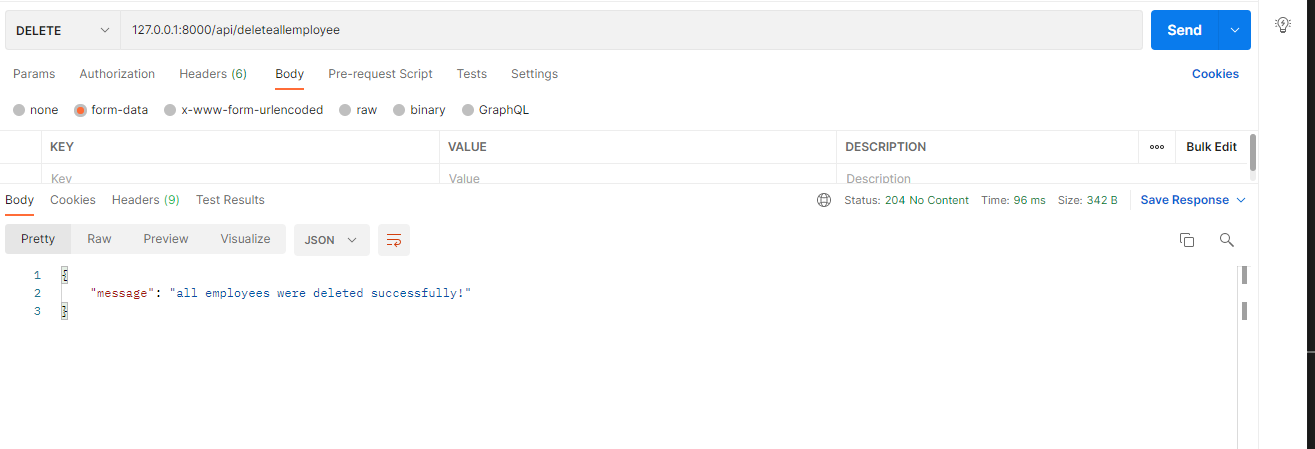 DELETE 127.0.0.1:8000/api/deleteallemployee Send
Params Authorization Headers (6) Body Pre-request Script Tests Settings Cookies
none form-data x-www-form-urlencoded raw binary GraphQL
KEY VALUE DESCRIPTION Bulk Edit
Key Value Description
Body Cookies Headers (9) Test Results Status: 204 No Content Time: 96 ms Size: 342 B Save Response
Pretty Raw Preview Visualize JSON
1 {
2 "message": "all employees were deleted successfully!"
3 }